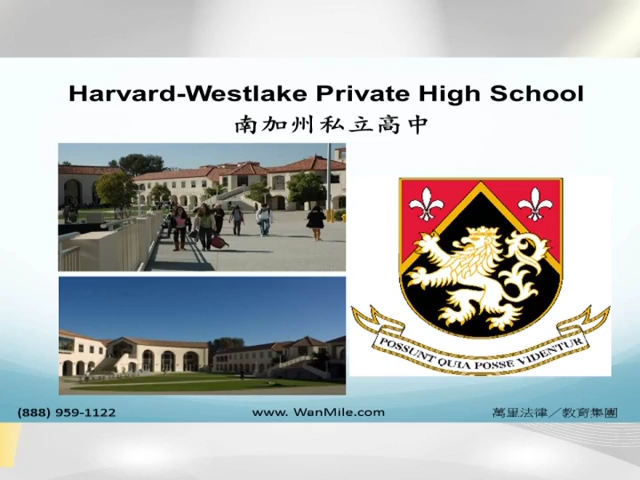 Harvard-Westlake Private High School
南加州私立高中
POSSUNT QUIA POSSE VIDENTUR
(888) 959-1122
www. WanMile.com
萬里法律／教育集團